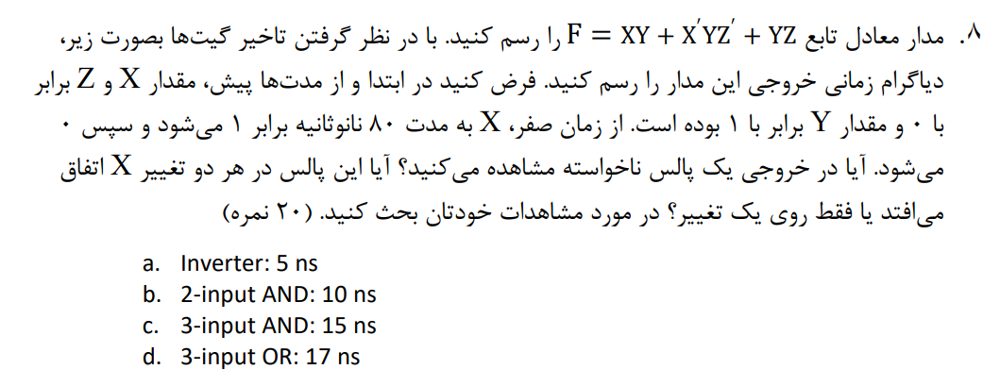 ۸. مدار معادل تابع F = XY + X′YZ′ + YZ را رسم کنید. با در نظر گرفتن تاخیر گیت‌ها بصورت زیر،
دیاگرام زمانی خروجی این مدار را رسم کنید. فرض کنید در ابتدا و از مدت‌ها پیش، مقدار X و Z برابر
با ۰ و مقدار Y برابر با ۱ بوده است. از زمان صفر، X به مدت ۸۰ نانوثانیه برابر ۱ می‌شود و سپس ۰
می‌شود. آیا در خروجی یک پالس ناخواسته مشاهده می‌کنید؟ آیا این پالس در هر دو تغییر X اتفاق
می‌افتد یا فقط روی یک تغییر؟ در مورد مشاهدات خودتان بحث کنید. (۲۰ نمره)
a. Inverter: 5 ns
b. 2-input AND: 10 ns
c. 3-input AND: 15 ns
d. 3-input OR: 17 ns